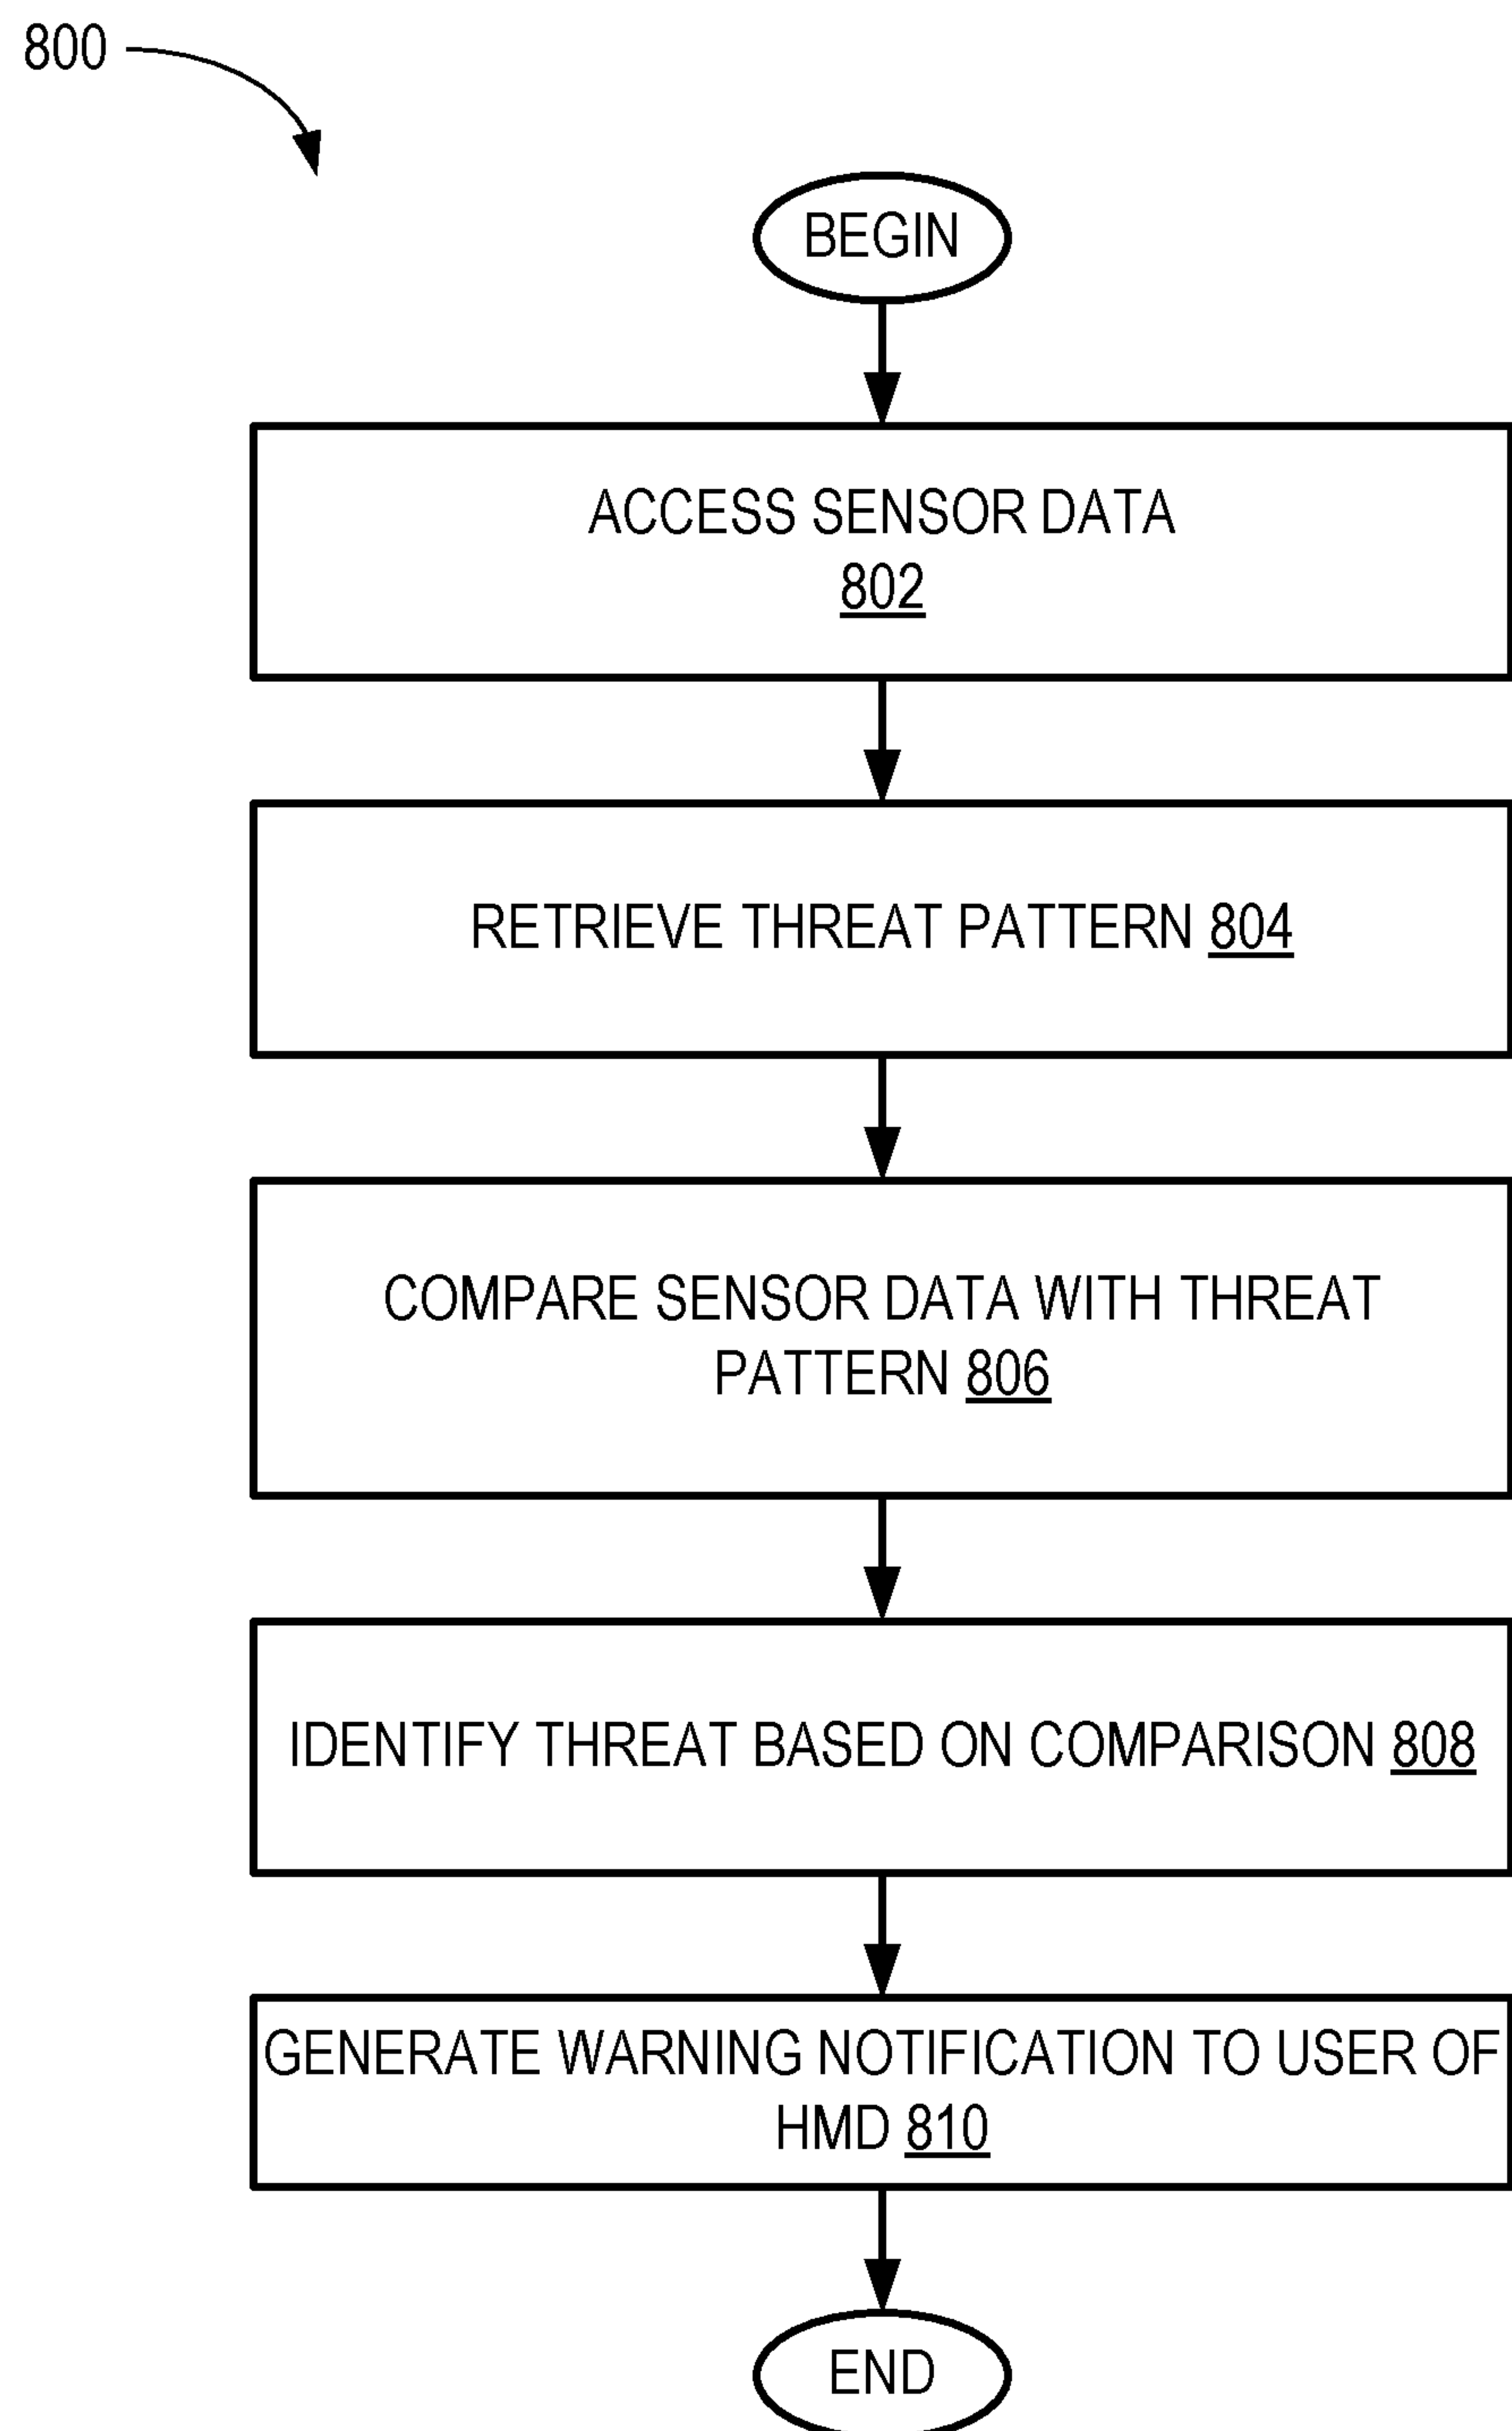 800
BEGIN
ACCESS SENSOR DATA
802
RETRIEVE THREAT PATTERN 804
COMPARE SENSOR DATA WITH THREAT
PATTERN 806
IDENTIFY THREAT BASED ON COMPARISON 808
GENERATE WARNING NOTIFICATION TO USER OF
HMD 810
END